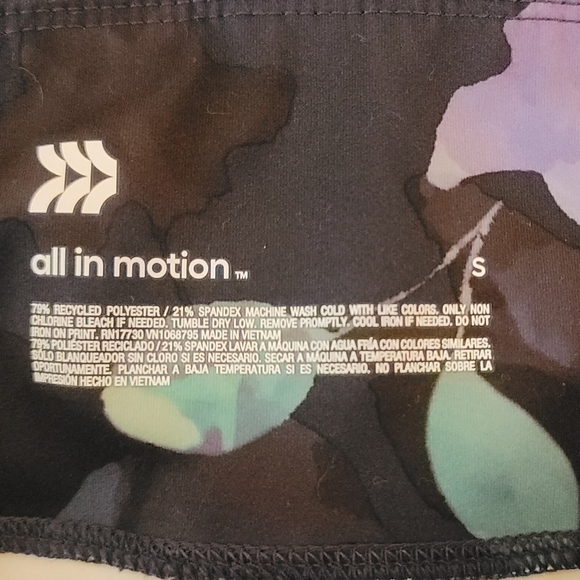 all in motion™
S
79% RECYCLED POLYESTER / 21% SPANDEX MACHINE WASH COLD WITH LIKE COLORS. ONLY NON
CHLORINE BLEACH IF NEEDED. TUMBLE DRY LOW. REMOVE PROMPTLY. COOL IRON IF NEEDED. DO NOT
IRON ON PRINT. RN17730 VN1068795 MADE IN VIETNAM
79% POLIESTER RECICLADO / 21% SPANDEX LAVAR A MÁQUINA CON AGUA FRÍA CON COLORES SIMILARES.
SÓLO BLANQUEADOR SIN CLORO SI ES NECESARIO. SECAR A MÁQUINA A TEMPERATURA BAJA. RETIRAR
OPORTUNAMENTE. PLANCHAR A BAJA TEMPERATURA SI ES NECESARIO. NO PLANCHAR SOBRE LA
IMPRESIÓN HECHO EN VIETNAM